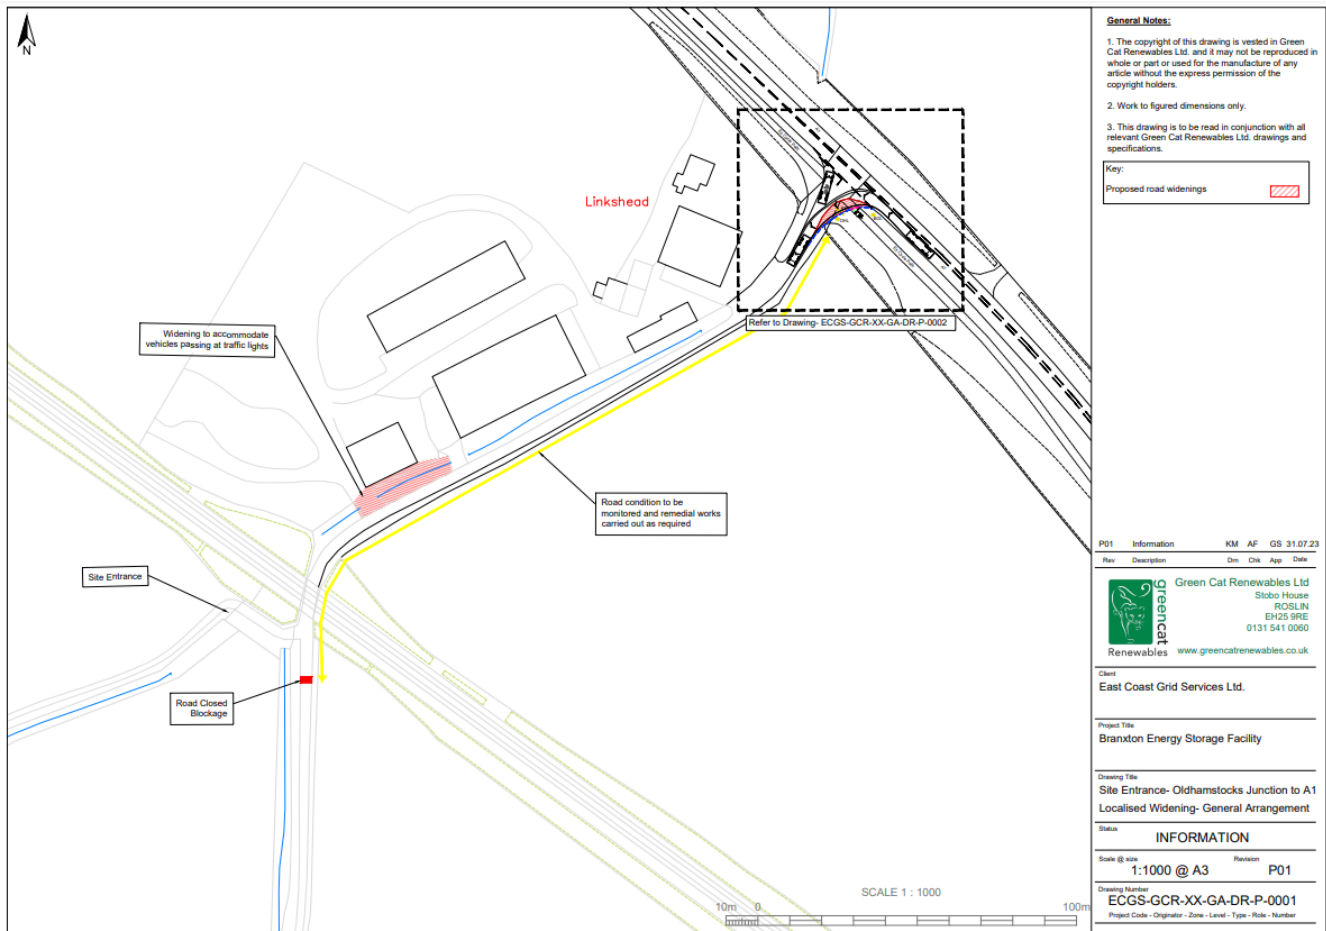 N
Linkshead
Widening to accommodate
vehicles passing at traffic lights
Refer to Drawing- ECGS-GCR-XX-GA-DR-P-0002
Road condition to be
monitored and remedial works
carried out as required
Site Entrance
Road Closed
Blockage
SCALE 1 : 1000
10m 0 100m
General Notes:
1. The copyright of this drawing is vested in Green
Cat Renewables Ltd. and it may not be reproduced in
whole or part or used for the manufacture of any
article without the express permission of the
copyright holders.
2. Work to figured dimensions only.
3. This drawing is to be read in conjunction with all
relevant Green Cat Renewables Ltd. drawings and
specifications.
Key:
Proposed road widenings
P01 Information KM AF GS 31.07.23
Rev Description Drn Chk App Date
greencat
Renewables
Green Cat Renewables Ltd
Stobo House
ROSLIN
EH25 9RE
0131 541 0060
www.greencatrenewables.co.uk
Client
East Coast Grid Services Ltd.
Project Title
Branxton Energy Storage Facility
Drawing Title
Site Entrance- Oldhamstocks Junction to A1
Localised Widening- General Arrangement
Status
INFORMATION
Scale @ size Revision
1:1000 @ A3 P01
Drawing Number
ECGS-GCR-XX-GA-DR-P-0001
Project Code - Originator - Zone - Level - Type - Role - Number